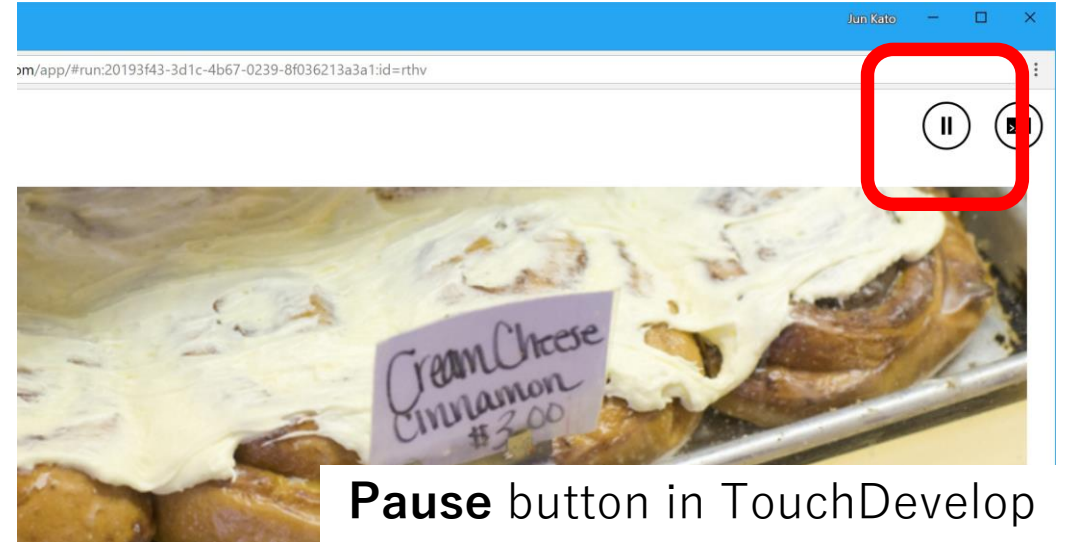 Jun Kato
om/app/#run:20193f43-3d1c-4b67-0239-8f036213a3a1:id=rthv
Cream Cheese
Cinnamon
$3.00
Pause button in TouchDevelop